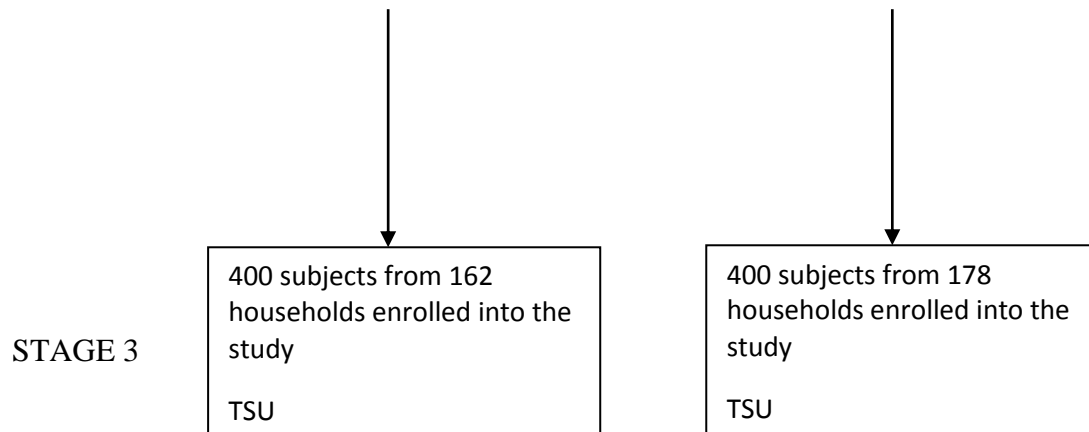 400 subjects from 162
households enrolled into the
study
TSU
400 subjects from 178
households enrolled into the
study
TSU
STAGE 3